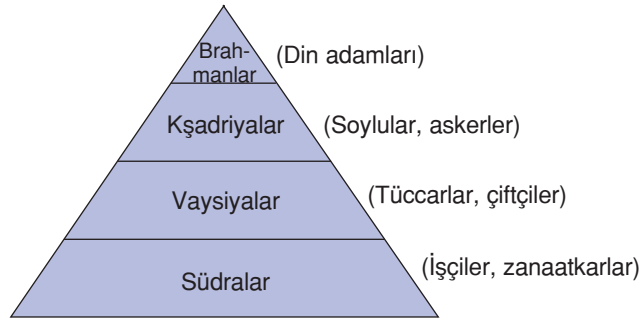 Brah-
manlar
(Din adamları)
Kşadriyalar
(Soylular, askerler)
Vaysiyalar
(Tüccarlar, çiftçiler)
Südralar
(İşçiler, zanaatkarlar)